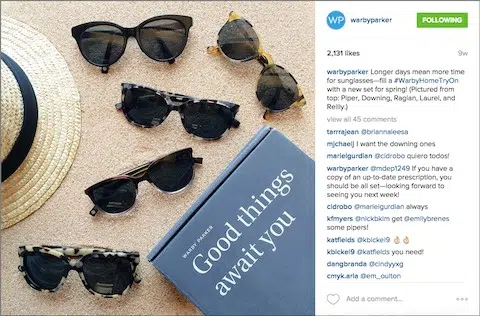 WARBY PARKER
Good things
await you
WP
warbyparker
FOLLOWING
2,131 likes
9w
warbyparker Longer days mean more time
for sunglasses—fill a #WarbyHomeTryOn
with a new set for spring! (Pictured from
top: Piper, Downing, Raglan, Laurel, and
Reilly.)
view all 45 comments
tarrrajean @briannaleesa
mjchaelj I want the downing ones
marielgurdian @cidrobo quiero todos!
warbyparker @mdep1249 If you have a
copy of an up-to-date prescription, you
should be all set—looking forward to
seeing you next week!
cidrobo @marielgurdian always
kfmyers @nickbkim get @emilybrenes
some pipers!
katfields @kbickel9 👌👌
kbickel9 @katfields you need!
dangbranda @cindyyxg
cmyk.aria @em_oulton
Add a comment...